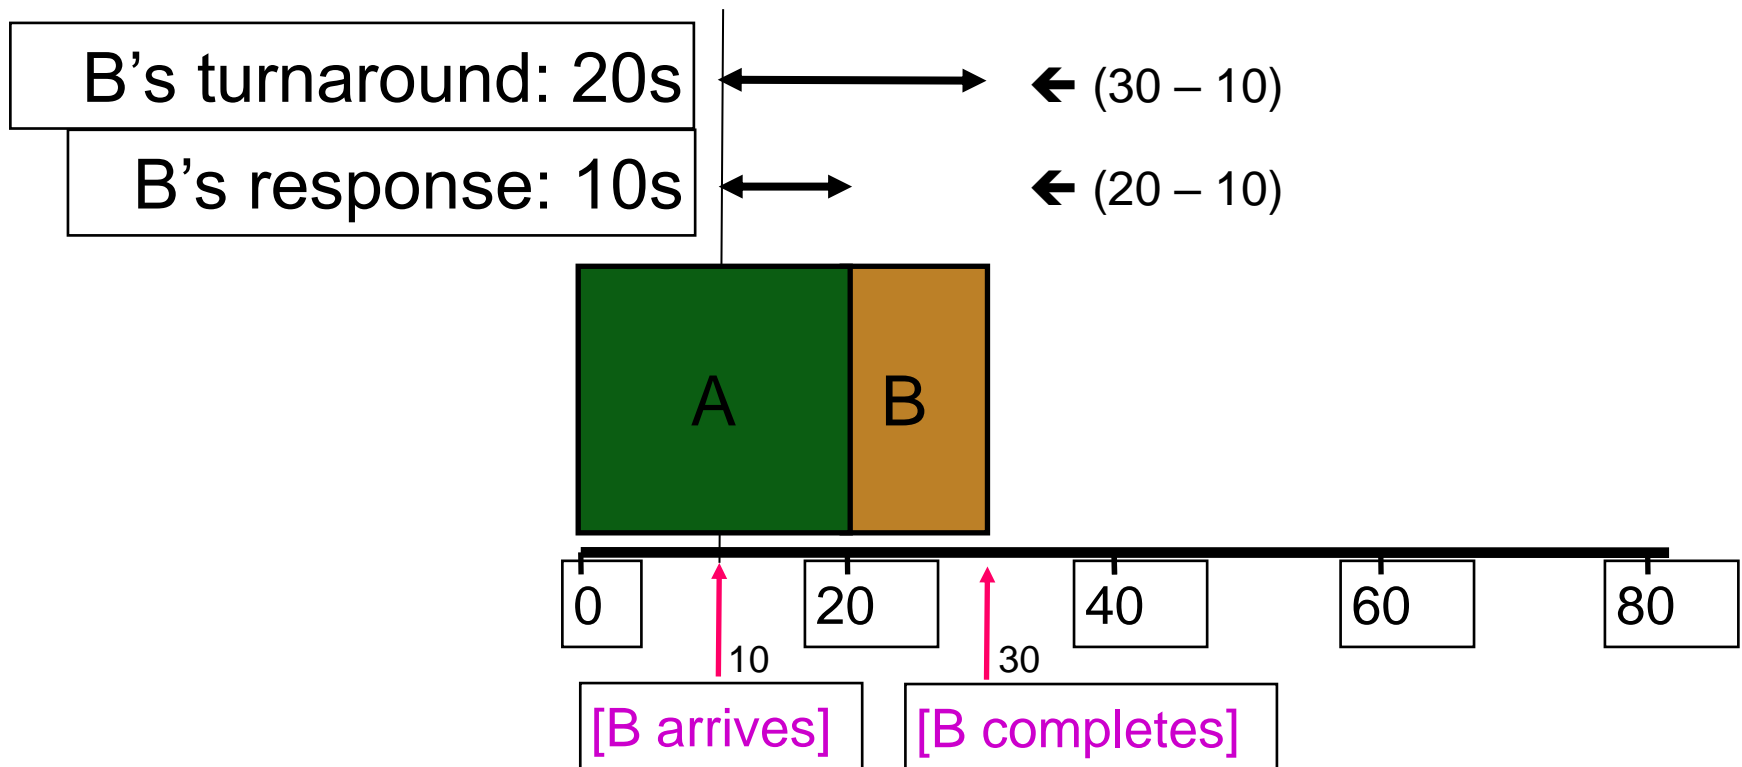 B’s turnaround: 20s 🡸 (30 – 10)
B’s response: 10s 🡸 (20 – 10)
A B
0 20 40 60 80
10 30
[B arrives] [B completes]